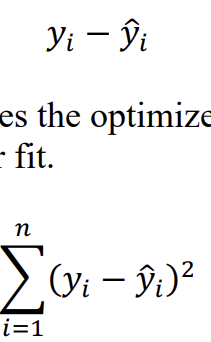 yᵢ − ŷᵢ
es the optimize
fit.
n
∑(yᵢ − ŷᵢ)²
i=1